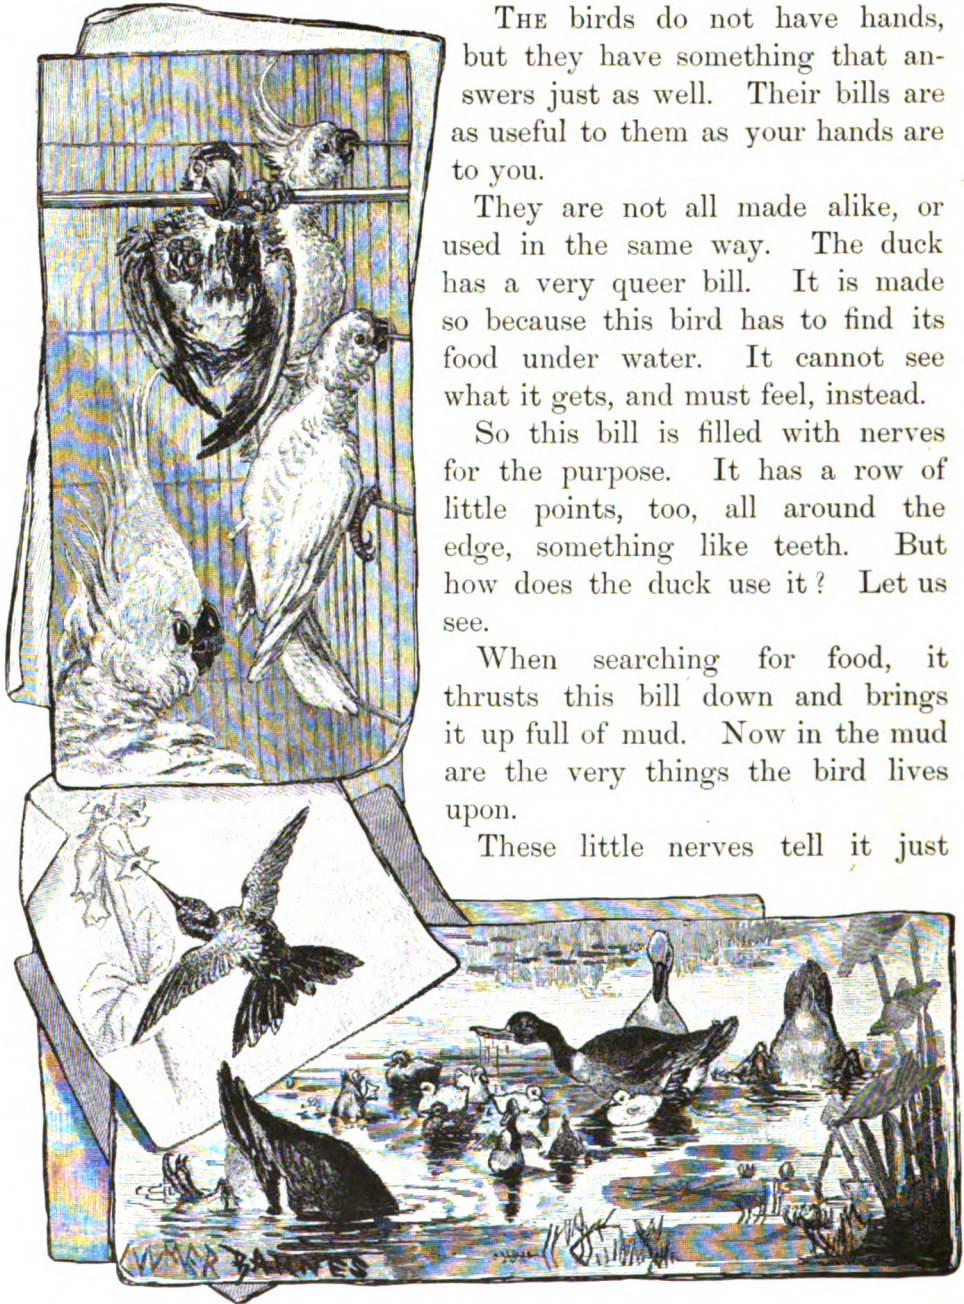 THE birds do not have hands,
but they have something that an-
swers just as well. Their bills are
as useful to them as your hands are
to you.
They are not all made alike, or
used in the same way. The duck
has a very queer bill. It is made
so because this bird has to find its
food under water. It cannot see
what it gets, and must feel, instead.
So this bill is filled with nerves
for the purpose. It has a row of
little points, too, all around the
edge, something like teeth. But
how does the duck use it? Let us
see.
When searching for food, it
thrusts this bill down and brings
it up full of mud. Now in the mud
are the very things the bird lives
upon.
These little nerves tell it just
BARNES